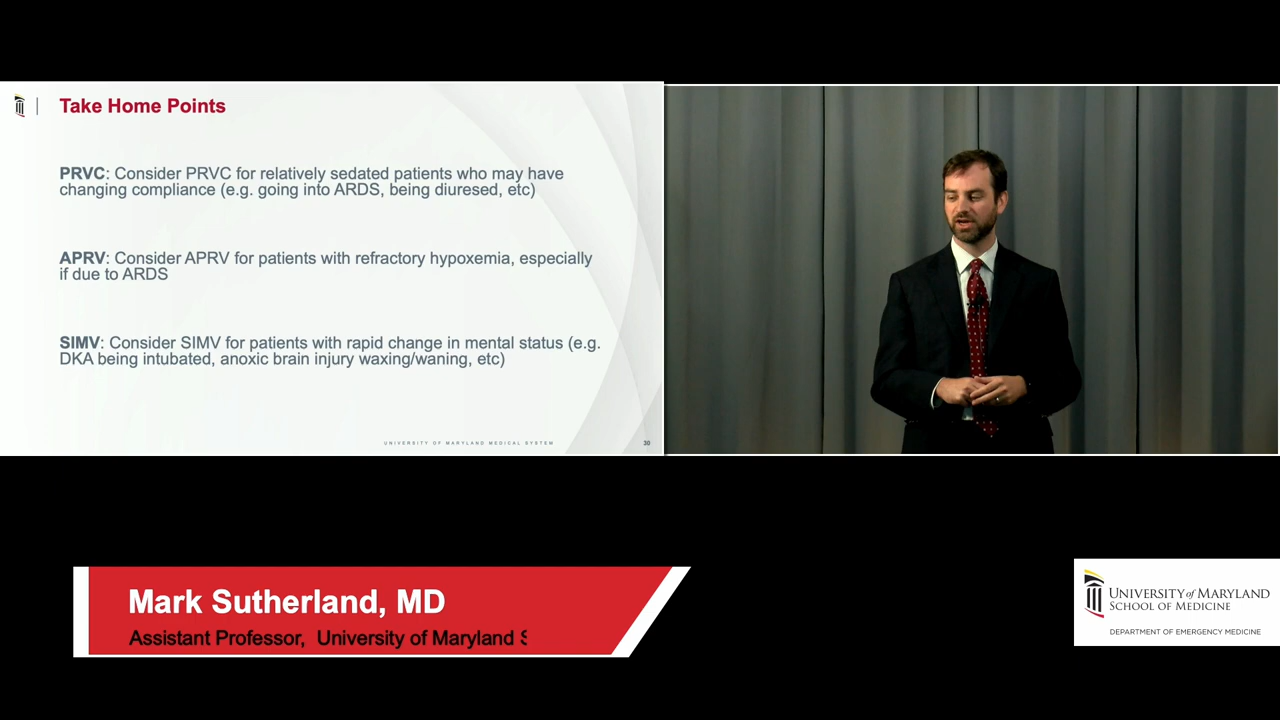 Take Home Points
PRVC: Consider PRVC for relatively sedated patients who may have
changing compliance (e.g. going into ARDS, being diuresed, etc)
APRV: Consider APRV for patients with refractory hypoxemia, especially
if due to ARDS
SIMV: Consider SIMV for patients with rapid change in mental status (e.g.
DKA being intubated, anoxic brain injury waxing/waning, etc)
UNIVERSITY OF MARYLAND MEDICAL SYSTEM
30
Mark Sutherland, MD
Assistant Professor, University of Maryland S
UNIVERSITY of MARYLAND
SCHOOL OF MEDICINE
DEPARTMENT OF EMERGENCY MEDICINE